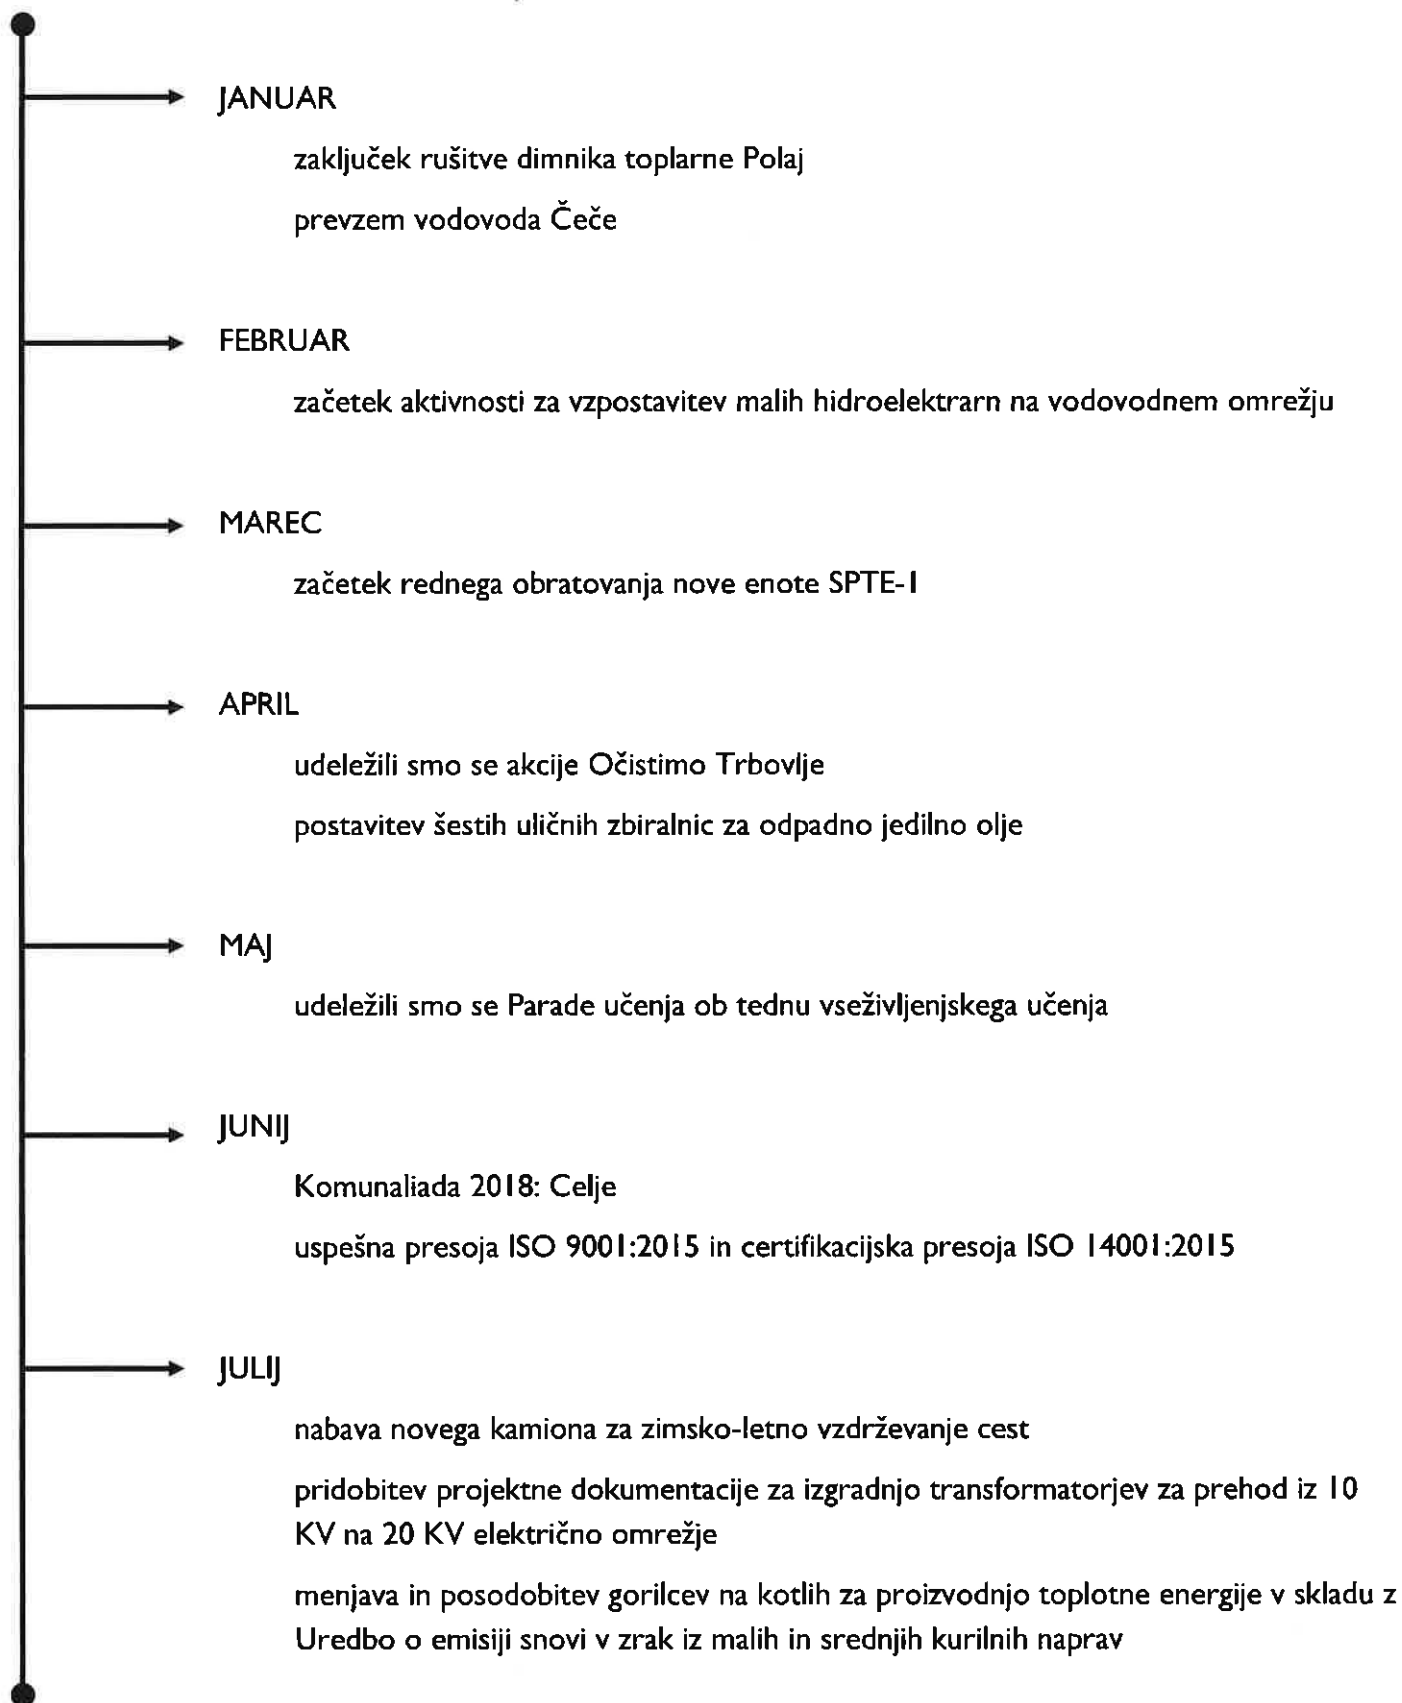 JANUAR
zaključek rušitve dimnika toplarne Polaj
prevzem vodovoda Čeče
FEBRUAR
začetek aktivnosti za vzpostavitev malih hidroelektrarn na vodovodnem omrežju
MAREC
začetek rednega obratovanja nove enote SPTE-1
APRIL
udeležili smo se akcije Očistimo Trbovlje
postavitev šestih uličnih zbiralnic za odpadno jedilno olje
MAJ
udeležili smo se Parade učenja ob tednu vseživljenjskega učenja
JUNIJ
Komunaliada 2018: Celje
uspešna presoja ISO 9001:2015 in certifikacijska presoja ISO 14001:2015
JULIJ
nabava novega kamiona za zimsko-letno vzdrževanje cest
pridobitev projektne dokumentacije za izgradnjo transformatorjev za prehod iz 10
KV na 20 KV električno omrežje
menjava in posodobitev gorilcev na kotlih za proizvodnjo toplotne energije v skladu z
Uredbo o emisiji snovi v zrak iz malih in srednjih kurilnih naprav